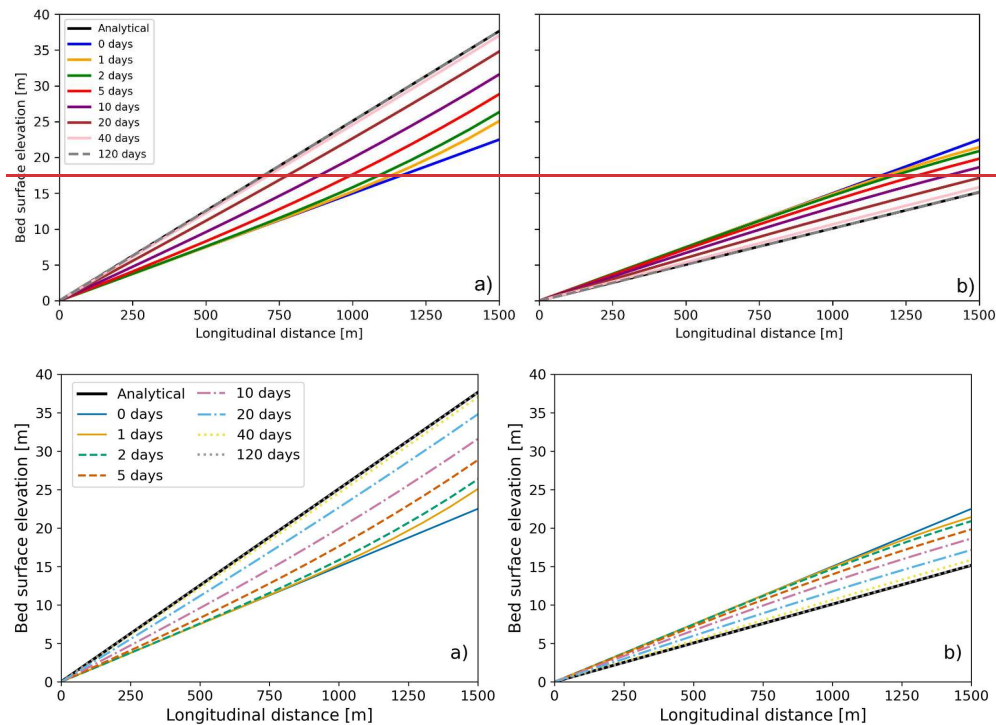 40
35
30
25
20
15
10
5
0
Bed surface elevation [m]
Analytical
0 days
1 days
2 days
5 days
10 days
20 days
40 days
120 days
a)
0 250 500 750 1000 1250 1500
Longitudinal distance [m]
b)
0 250 500 750 1000 1250 1500
Longitudinal distance [m]
40
35
30
25
20
15
10
5
0
Bed surface elevation [m]
Analytical
0 days
1 days
2 days
5 days
10 days
20 days
40 days
120 days
a)
0 250 500 750 1000 1250 1500
Longitudinal distance [m]
40
35
30
25
20
15
10
5
0
Bed surface elevation [m]
b)
0 250 500 750 1000 1250 1500
Longitudinal distance [m]